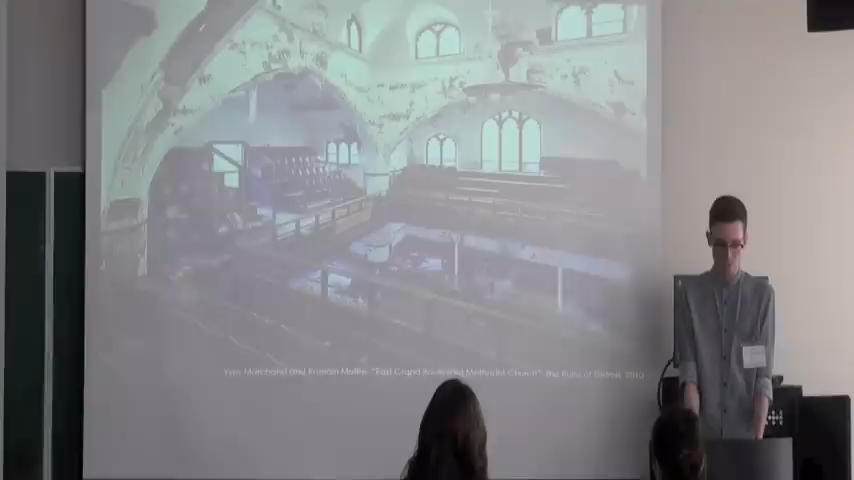 Yves Marchand and Romain Meffre, "East Grand Boulevard Methodist Church", The Ruins of Detroit, 2010